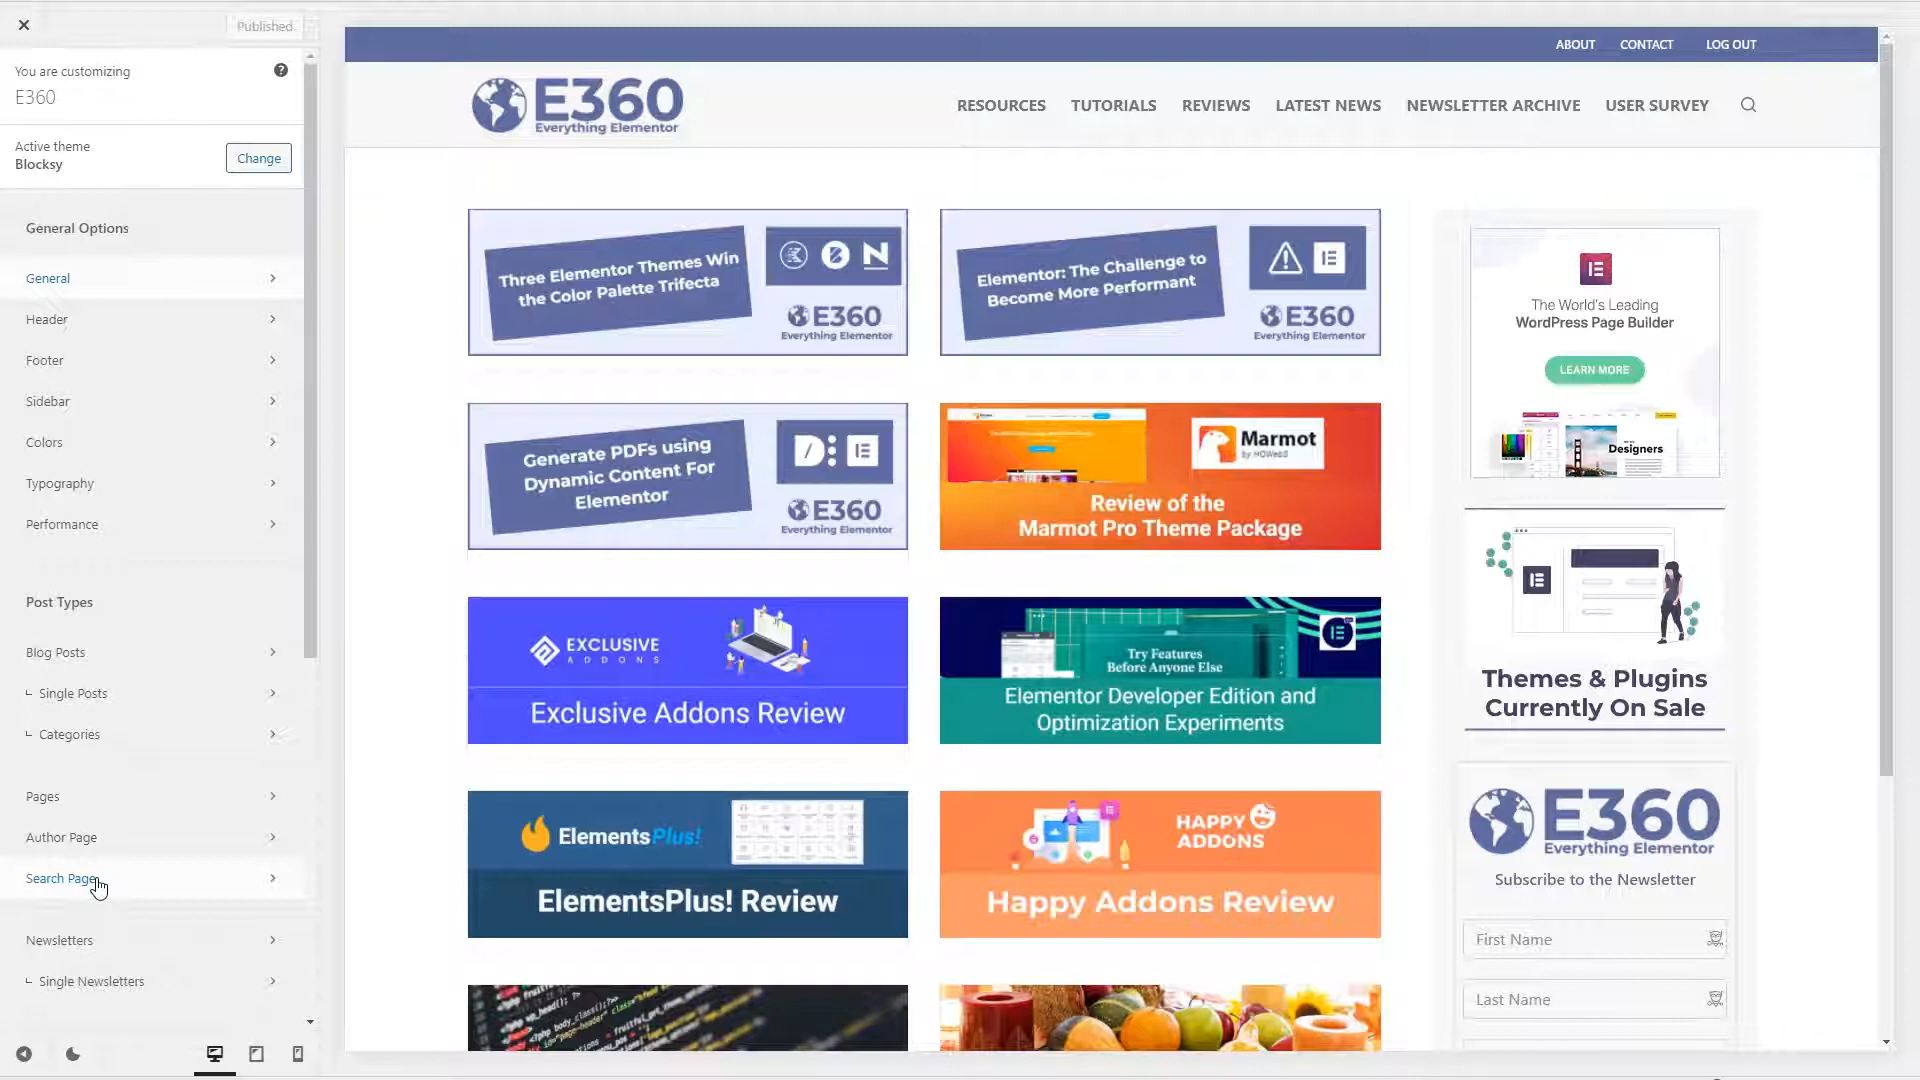 Published
You are customizing
E360
Active theme
Blocksy
Change
General Options
General
Header
Footer
Sidebar
Colors
Typography
Performance
Post Types
Blog Posts
Single Posts
Categories
Pages
Author Page
Search Page
Newsletters
Single Newsletters
ABOUT CONTACT LOG OUT
E360
Everything Elementor
RESOURCES TUTORIALS REVIEWS LATEST NEWS NEWSLETTER ARCHIVE USER SURVEY
Three Elementor Themes Win
the Color Palette Trifecta
E360
Everything Elementor
Elementor: The Challenge to
Become More Performant
E360
Everything Elementor
Generate PDFs using
Dynamic Content For
Elementor
E360
Everything Elementor
Marmot
by HOWebS
Review of the
Marmot Pro Theme Package
EXCLUSIVE
ADDONS
Exclusive Addons Review
Try Features
Before Anyone Else
Elementor Developer Edition and
Optimization Experiments
ElementsPlus!
ElementsPlus! Review
HAPPY
ADDONS
Happy Addons Review
The World's Leading
WordPress Page Builder
LEARN MORE
Designers
Themes & Plugins
Currently On Sale
E360
Everything Elementor
Subscribe to the Newsletter
First Name
Last Name